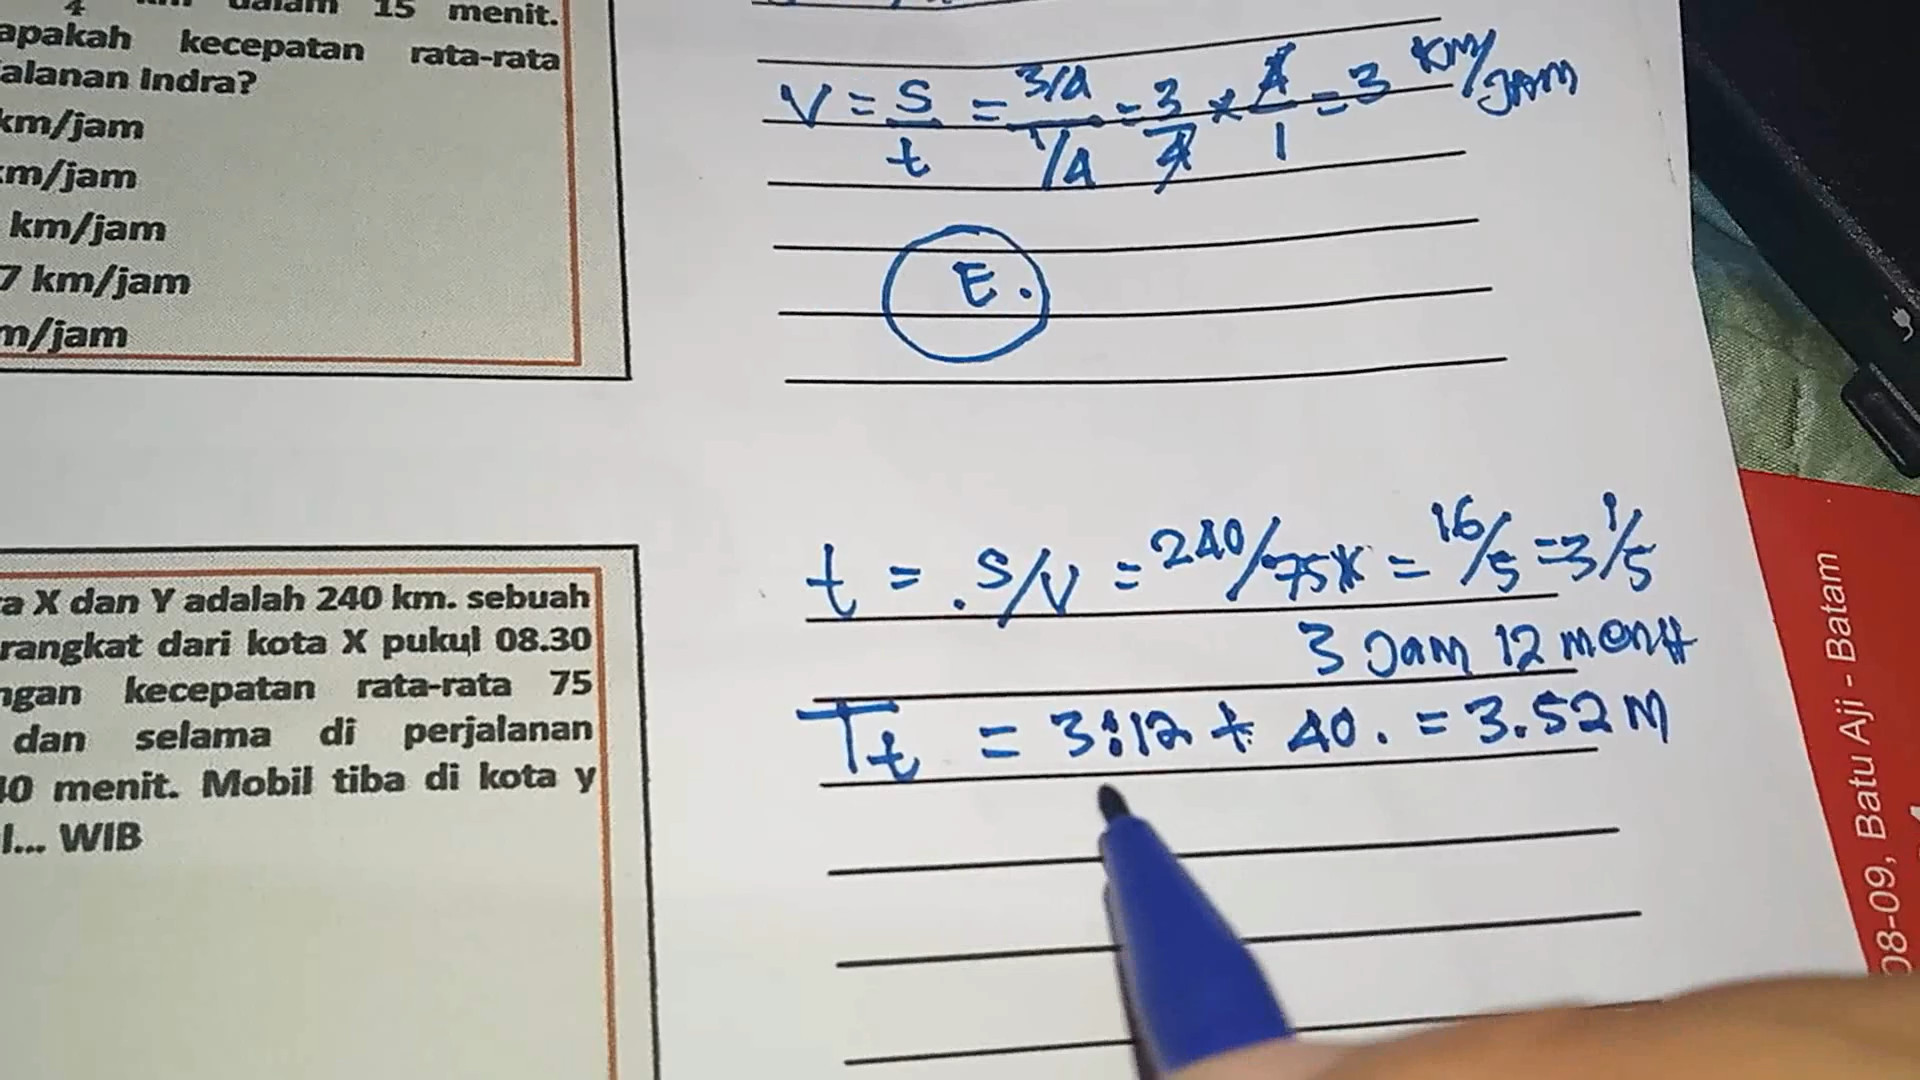 km dalam 15 menit.
apakah kecepatan rata-rata
alanan Indra?
km/jam
km/jam
km/jam
7 km/jam
m/jam
V = s/t = 3/4 / 1/4 = 3/4 × 4/1 = 3 KM/JAM
E.
a X dan Y adalah 240 km. sebuah
rangkat dari kota X pukul 08.30
ngan kecepatan rata-rata 75
dan selama di perjalanan
40 menit. Mobil tiba di kota y
l... WIB
t = . S/V = 240/75 = 16/5 = 3 1/5
3 Jam 12 menit
Tt = 3:12 + 40. = 3.52 M
08-09, Batu Aji - Batam